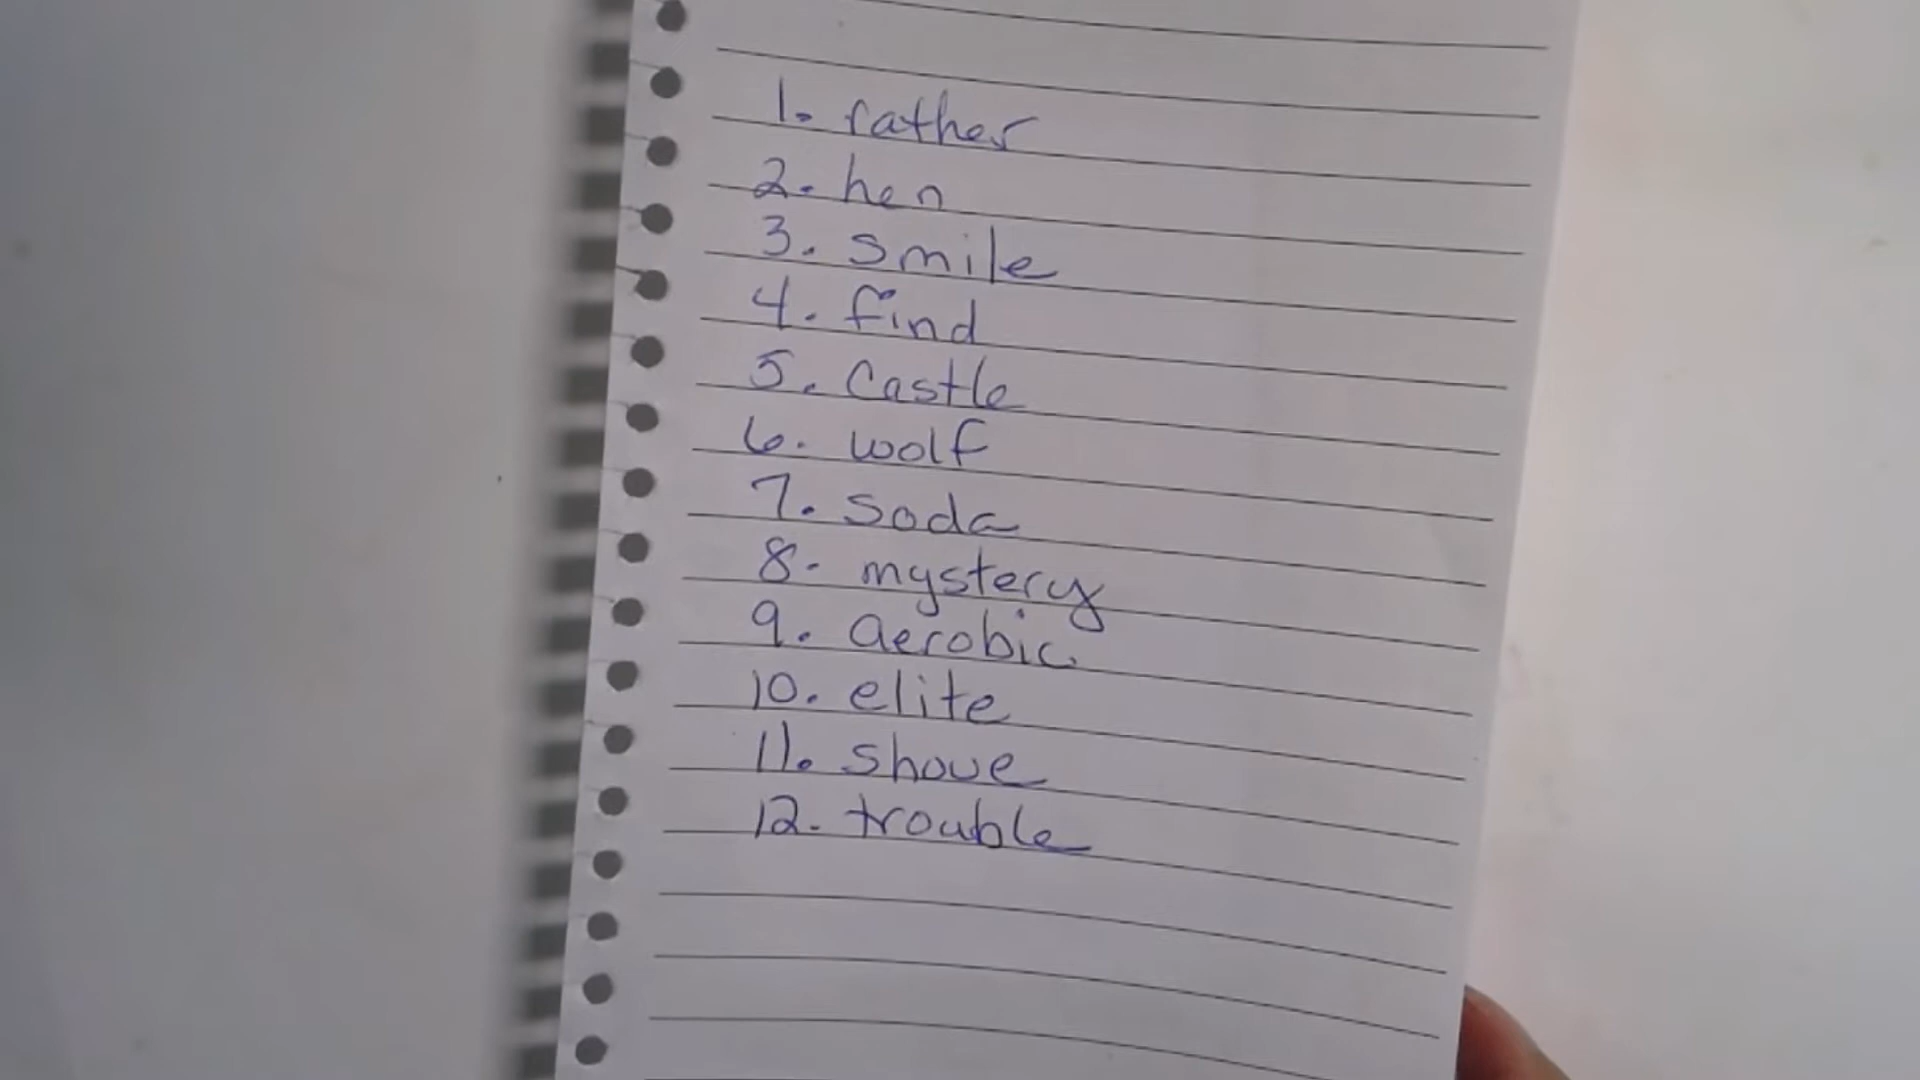 1. rather
2. hen
3. smile
4. find
5. castle
6. wolf
7. soda
8. mystery
9. aerobic
10. elite
11. shove
12. trouble